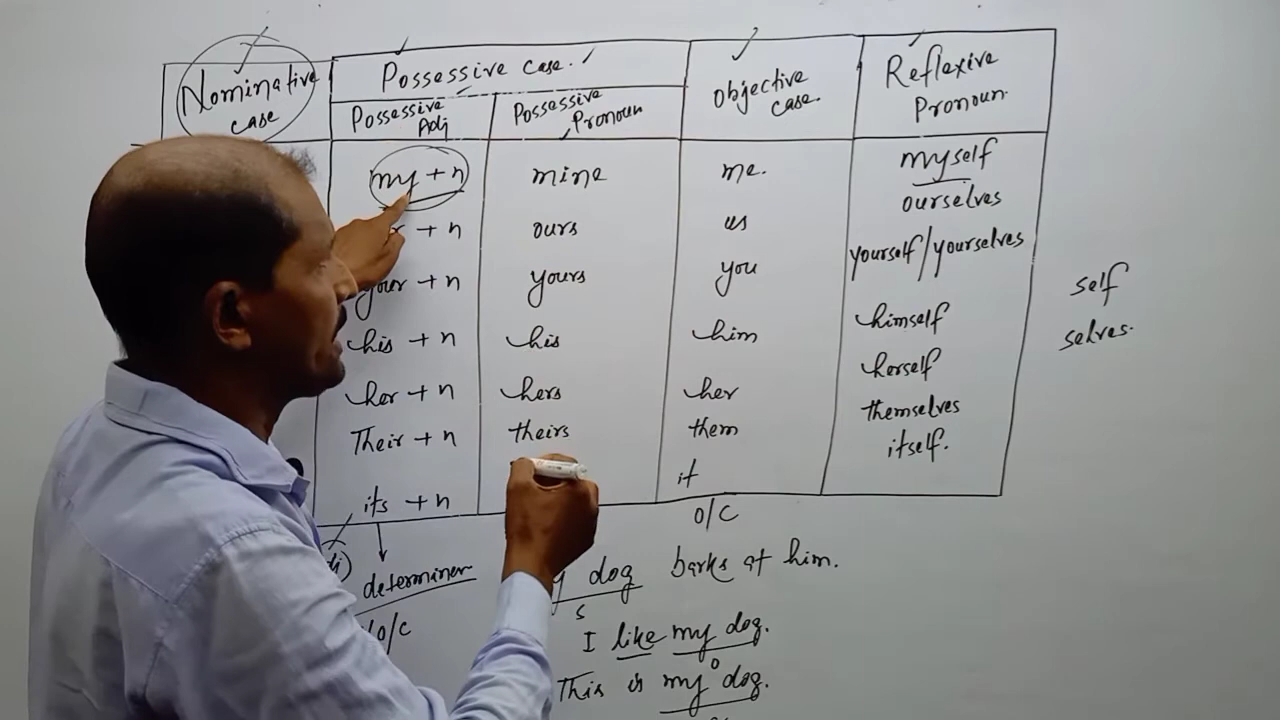 Nominative case
Possessive case.
Possessive Adj
Possessive Pronoun
Objective case.
Reflexive Pronoun.
my + n mine me. myself
+ n ours us ourselves
your + n yours you yourself/yourselves
his + n his him himself
her + n hers her herself
Their + n theirs them themselves
its + n it itself.
self
selves.
O/C
determiner
O/C
dog barks at him.
S
I like my dog.
O
This is my dog.